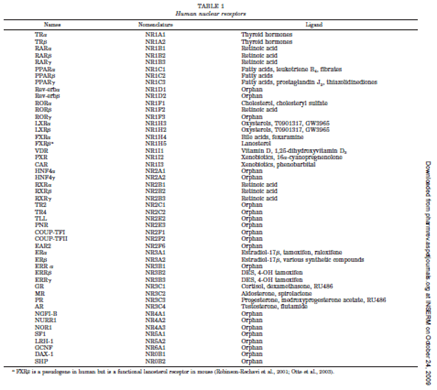 TABLE 1
Human nuclear receptors
Names Nomenclature Ligand
TRα NR1A1 Thyroid hormones
TRβ NR1A2 Thyroid hormones
RARα NR1B1 Retinoic acid
RARβ NR1B2 Retinoic acid
RARγ NR1B3 Retinoic acid
PPARα NR1C1 Fatty acids, leukotriene B4, fibrates
PPARβ NR1C2 Fatty acids
PPARγ NR1C3 Fatty acids, prostaglandin J2, thiazolidinediones
Rev-erbα NR1D1 Orphan
Rev-erbβ NR1D2 Orphan
RORα NR1F1 Cholesterol, cholesteryl sulfate
RORβ NR1F2 Retinoic acid
RORγ NR1F3 Orphan
LXRα NR1H3 Oxysterols, T0901317, GW3965
LXRβ NR1H2 Oxysterols, T0901317, GW3965
FXRα NR1H4 Bile acids, fexaramine
FXRβ* NR1H5 Lanosterol
VDR NR1I1 Vitamin D, 1,25-dihydroxyvitamin D3
PXR NR1I2 Xenobiotics, 16α-cyanopregnenolone
CAR NR1I3 Xenobiotics, phenobarbital
HNF4α NR2A1 Orphan
HNF4γ NR2A2 Orphan
RXRα NR2B1 Retinoic acid
RXRβ NR2B2 Retinoic acid
RXRγ NR2B3 Retinoic acid
TR2 NR2C1 Orphan
TR4 NR2C2 Orphan
TLL NR2E2 Orphan
PNR NR2E3 Orphan
COUP-TFI NR2F1 Orphan
COUP-TFII NR2F2 Orphan
EAR2 NR2F6 Orphan
ERα NR3A1 Estradiol-17β, tamoxifen, raloxifene
ERβ NR3A2 Estradiol-17β, various synthetic compounds
ERR α NR3B1 Orphan
ERRβ NR3B2 DES, 4-OH tamoxifen
ERRγ NR3B3 DES, 4-OH tamoxifen
GR NR3C1 Cortisol, dexamethasone, RU486
MR NR3C2 Aldosterone, spirolactone
PR NR3C3 Progesterone, medroxyprogesterone acetate, RU486
AR NR3C4 Testosterone, flutamide
NGFI-B NR4A1 Orphan
NURR1 NR4A2 Orphan
NOR1 NR4A3 Orphan
SF1 NR5A1 Orphan
LRH-1 NR5A2 Orphan
GCNF NR6A1 Orphan
DAX-1 NR0B1 Orphan
SHP NR0B2 Orphan
* FXRβ is a pseudogene in human but is a functional lanosterol receptor in mouse (Robinson-Rechavi et al., 2001; Otte et al., 2003).
Downloaded from pharmrev.aspetjournals.org at INSERM on October 24, 2009